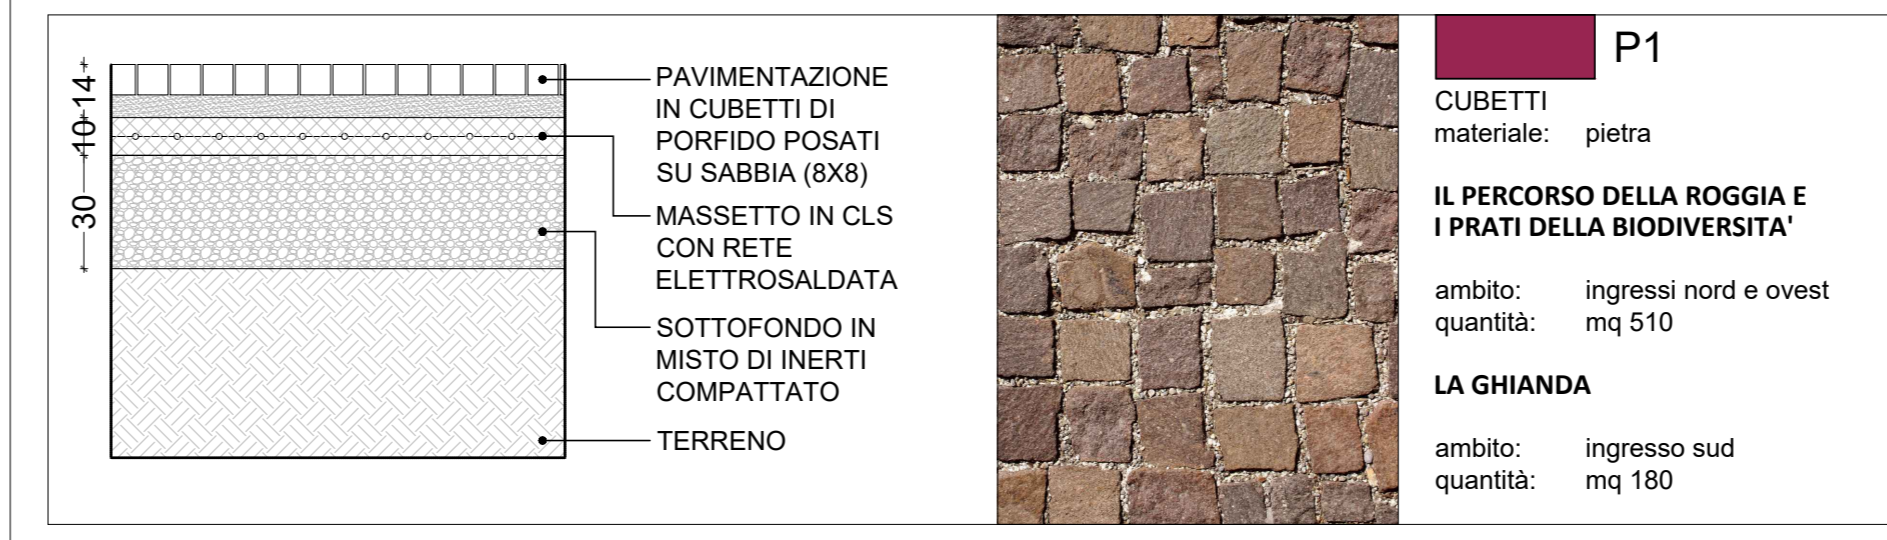 14
10
30
PAVIMENTAZIONE
IN CUBETTI DI
PORFIDO POSATI
SU SABBIA (8X8)
MASSETTO IN CLS
CON RETE
ELETTROSALDATA
SOTTOFONDO IN
MISTO DI INERTI
COMPATTATO
TERRENO
P1
CUBETTI
materiale: pietra
IL PERCORSO DELLA ROGGIA E
I PRATI DELLA BIODIVERSITA'
ambito: ingressi nord e ovest
quantità: mq 510
LA GHIANDA
ambito: ingresso sud
quantità: mq 180